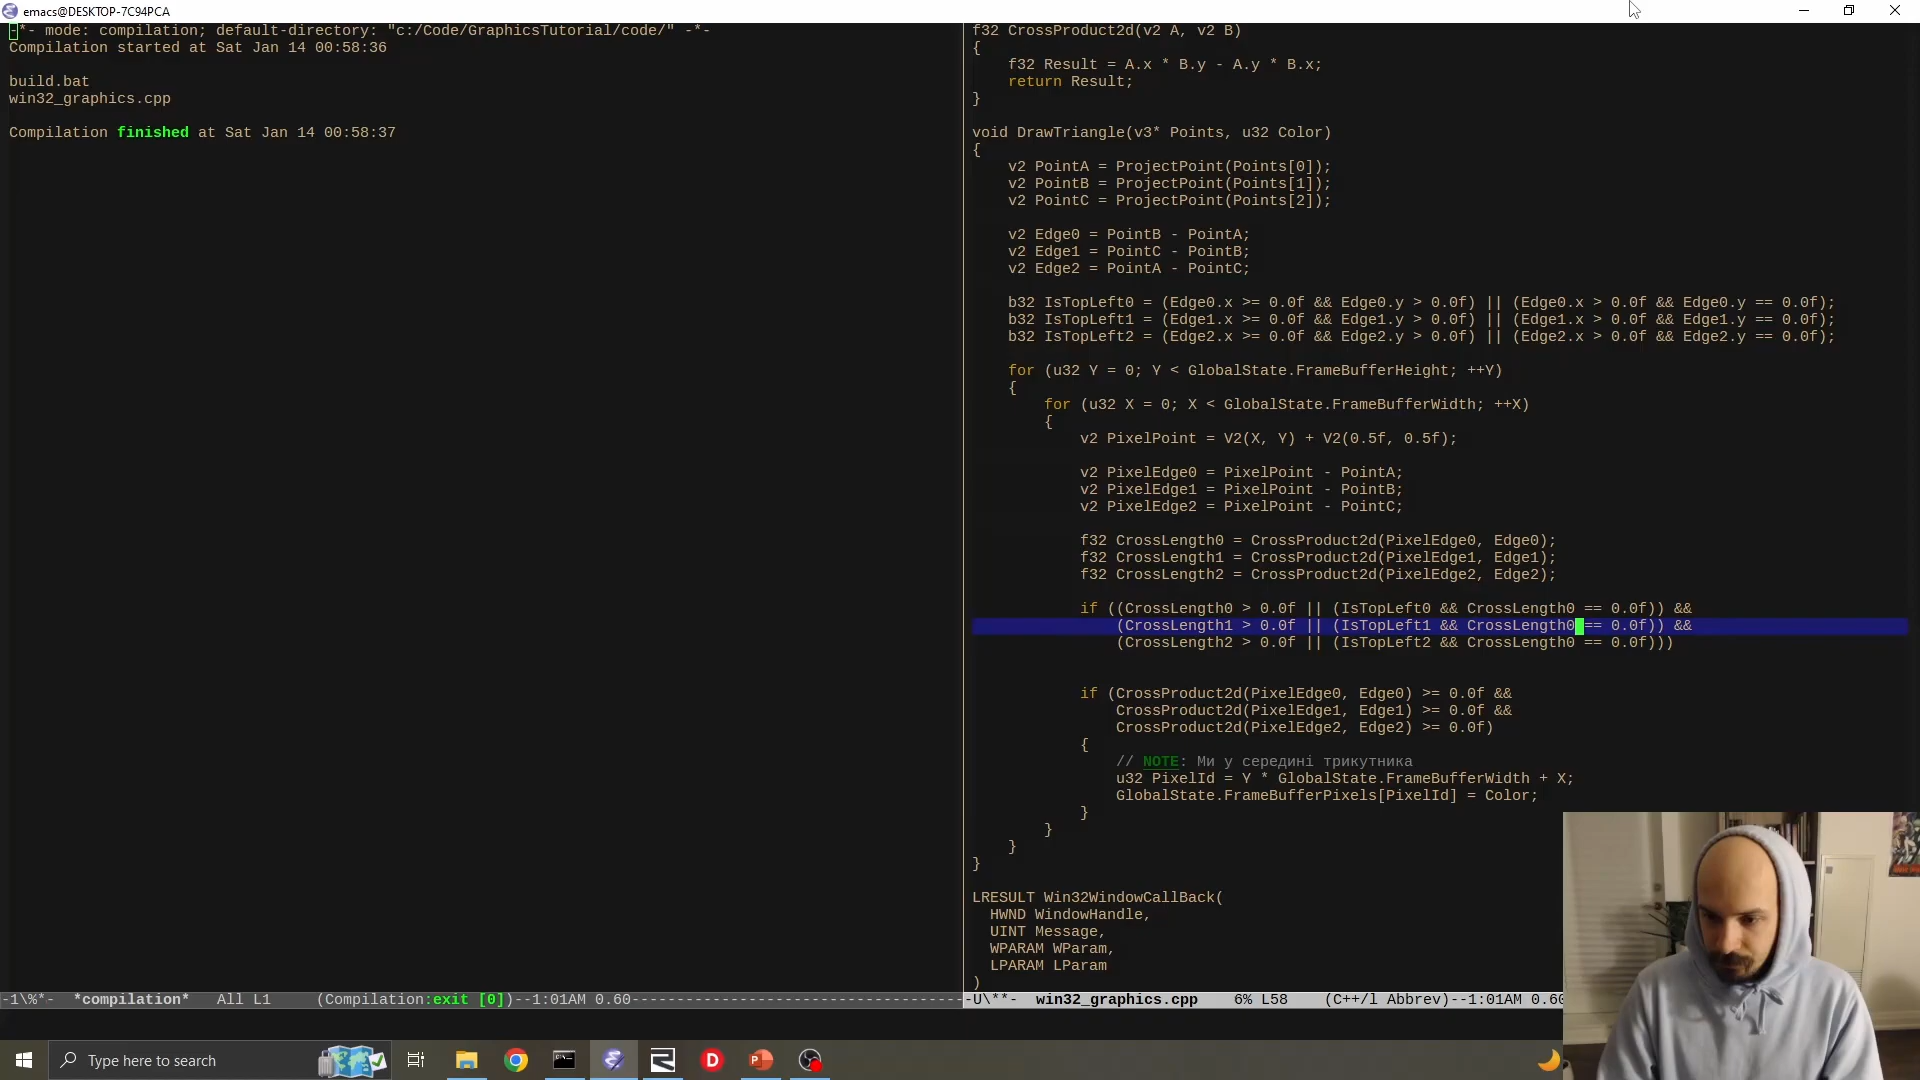 emacs@DESKTOP-7C94PCA
-*- mode: compilation; default-directory: "c:/Code/GraphicsTutorial/code/" -*-
Compilation started at Sat Jan 14 00:58:36
build.bat
win32_graphics.cpp
Compilation finished at Sat Jan 14 00:58:37
-1\%*-  *compilation*   All L1     (Compilation:exit [0])--1:01AM 0.60-------------------------------------
f32 CrossProduct2d(v2 A, v2 B)
{
    f32 Result = A.x * B.y - A.y * B.x;
    return Result;
}
void DrawTriangle(v3* Points, u32 Color)
{
    v2 PointA = ProjectPoint(Points[0]);
    v2 PointB = ProjectPoint(Points[1]);
    v2 PointC = ProjectPoint(Points[2]);
    v2 Edge0 = PointB - PointA;
    v2 Edge1 = PointC - PointB;
    v2 Edge2 = PointA - PointC;
    b32 IsTopLeft0 = (Edge0.x >= 0.0f && Edge0.y > 0.0f) || (Edge0.x > 0.0f && Edge0.y == 0.0f);
    b32 IsTopLeft1 = (Edge1.x >= 0.0f && Edge1.y > 0.0f) || (Edge1.x > 0.0f && Edge1.y == 0.0f);
    b32 IsTopLeft2 = (Edge2.x >= 0.0f && Edge2.y > 0.0f) || (Edge2.x > 0.0f && Edge2.y == 0.0f);
    for (u32 Y = 0; Y < GlobalState.FrameBufferHeight; ++Y)
    {
        for (u32 X = 0; X < GlobalState.FrameBufferWidth; ++X)
        {
            v2 PixelPoint = V2(X, Y) + V2(0.5f, 0.5f);
            v2 PixelEdge0 = PixelPoint - PointA;
            v2 PixelEdge1 = PixelPoint - PointB;
            v2 PixelEdge2 = PixelPoint - PointC;
            f32 CrossLength0 = CrossProduct2d(PixelEdge0, Edge0);
            f32 CrossLength1 = CrossProduct2d(PixelEdge1, Edge1);
            f32 CrossLength2 = CrossProduct2d(PixelEdge2, Edge2);
            if ((CrossLength0 > 0.0f || (IsTopLeft0 && CrossLength0 == 0.0f)) &&
                (CrossLength1 > 0.0f || (IsTopLeft1 && CrossLength0 == 0.0f)) &&
                (CrossLength2 > 0.0f || (IsTopLeft2 && CrossLength0 == 0.0f)))
            if (CrossProduct2d(PixelEdge0, Edge0) >= 0.0f &&
                CrossProduct2d(PixelEdge1, Edge1) >= 0.0f &&
                CrossProduct2d(PixelEdge2, Edge2) >= 0.0f)
            {
                // NOTE: Ми у середині трикутника
                u32 PixelId = Y * GlobalState.FrameBufferWidth + X;
                GlobalState.FrameBufferPixels[PixelId] = Color;
            }
        }
    }
}
LRESULT Win32WindowCallBack(
  HWND WindowHandle,
  UINT Message,
  WPARAM WParam,
  LPARAM LParam
)
-U\**-  win32_graphics.cpp    6% L58    (C++/l Abbrev)--1:01AM 0.60
Type here to search